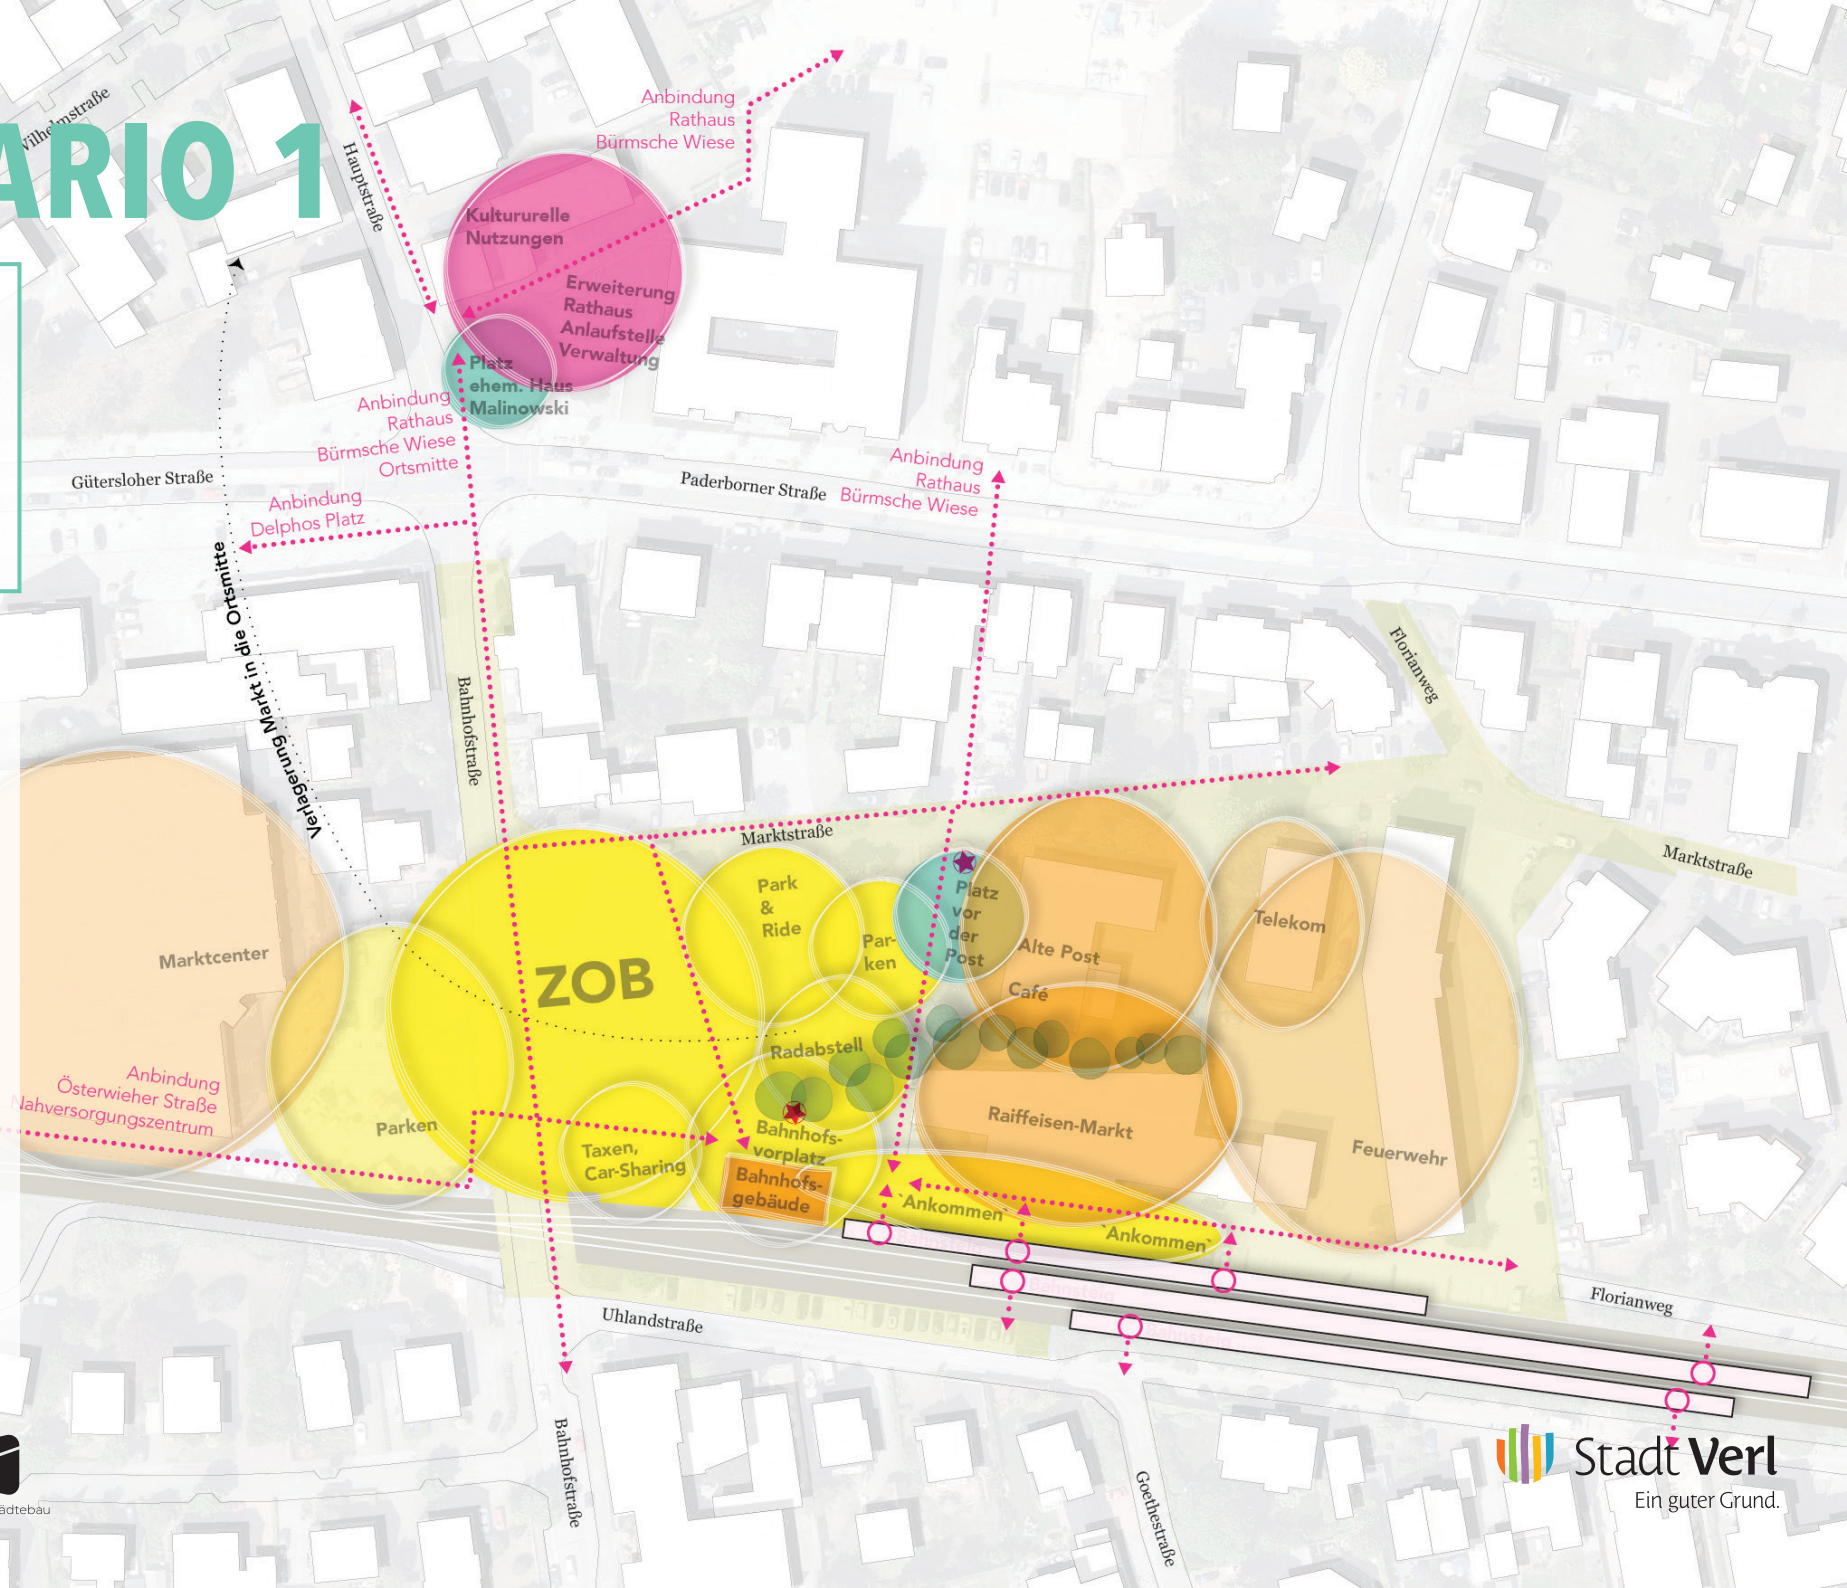 Wilhelmstraße
ARIO 1
Hauptstraße
Anbindung
Rathaus
Bürmsche Wiese
Kultururelle
Nutzungen
Erweiterung
Rathaus
Anlaufstelle
Verwaltung
Platz
ehem. Haus
Malinowski
Anbindung
Rathaus
Bürmsche Wiese
Ortsmitte
Gütersloher Straße
Anbindung
Delphos Platz
Paderborner Straße
Anbindung
Rathaus
Bürmsche Wiese
Verlagerung Markt in die Ortsmitte
Bahnhofstraße
Florianweg
Marktstraße
Marktstraße
Marktcenter
ZOB
Park
&
Ride
Par-
ken
Platz
vor
der
Post
Alte Post
Café
Telekom
Radabstell
Anbindung
Österwieher Straße
Nahversorgungszentrum
Parken
Taxen,
Car-Sharing
Bahnhofs-
vorplatz
Bahnhofs-
gebäude
Raiffeisen-Markt
Feuerwehr
`Ankommen`
`Ankommen`
Bahnsteig
Bahnsteig
Bahnsteig
Uhlandstraße
Florianweg
Bahnhofstraße
Goethestraße
ädtebau
Stadt Verl
Ein guter Grund.